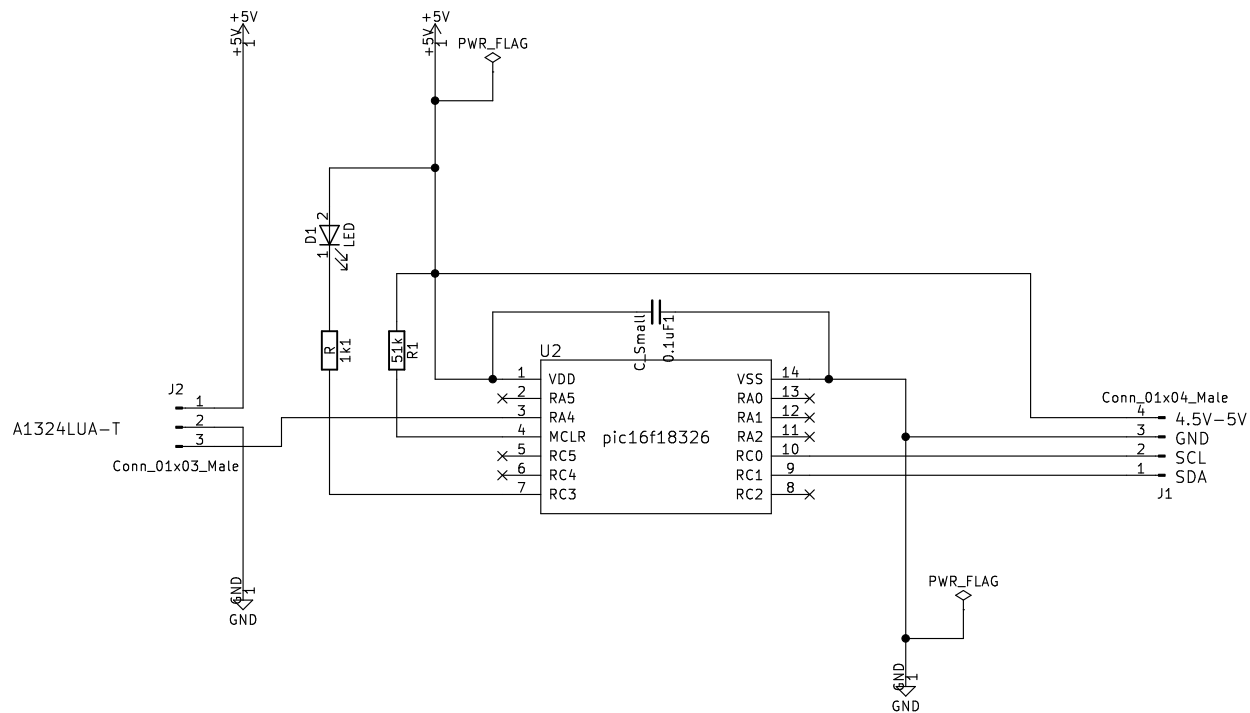 +5V
+5V
1
+5V
+5V
1
PWR_FLAG
D1
2
1
LED
R
1k1
51k
R1
C_Small
0.1uF1
U2
pic16f18326
1 VDD
2 RA5
3 RA4
4 MCLR
5 RC5
6 RC4
7 RC3
VSS 14
RA0 13
RA1 12
RA2 11
RC0 10
RC1 9
RC2 8
J2
1
2
3
A1324LUA-T
Conn_01x03_Male
Conn_01x04_Male
4 4.5V-5V
3 GND
2 SCL
1 SDA
J1
GND
1
GND
PWR_FLAG
GND
1
GND